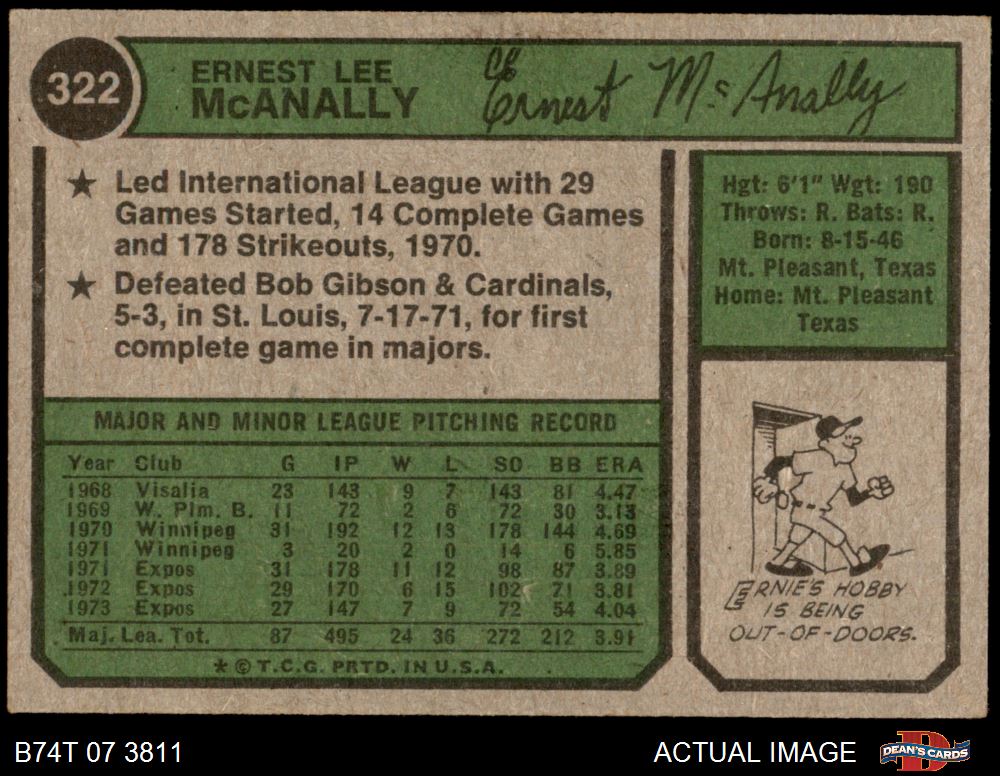 322
ERNEST LEE
McANALLY
Ernest McAnally
★ Led International League with 29
Games Started, 14 Complete Games
and 178 Strikeouts, 1970.
★ Defeated Bob Gibson & Cardinals,
5-3, in St. Louis, 7-17-71, for first
complete game in majors.
Hgt: 6'1" Wgt: 190
Throws: R. Bats: R.
Born: 8-15-46
Mt. Pleasant, Texas
Home: Mt. Pleasant
Texas
MAJOR AND MINOR LEAGUE PITCHING RECORD
Year Club G IP W L SO BB ERA
1968 Visalia 23 143 9 7 143 81 4.47
1969 W. Plm. B. 11 72 2 6 72 30 3.13
1970 Winnipeg 31 192 12 13 178 144 4.69
1971 Winnipeg 3 20 2 0 14 6 5.85
1971 Expos 31 178 11 12 98 87 3.89
1972 Expos 29 170 6 15 102 71 3.81
1973 Expos 27 147 7 9 72 54 4.04
Maj. Lea. Tot. 87 495 24 36 272 212 3.91
* © T.C.G. PRTD. IN U.S.A.
ERNIE'S HOBBY
IS BEING
OUT-OF-DOORS.
B74T 07 3811
ACTUAL IMAGE
DEAN'S CARDS